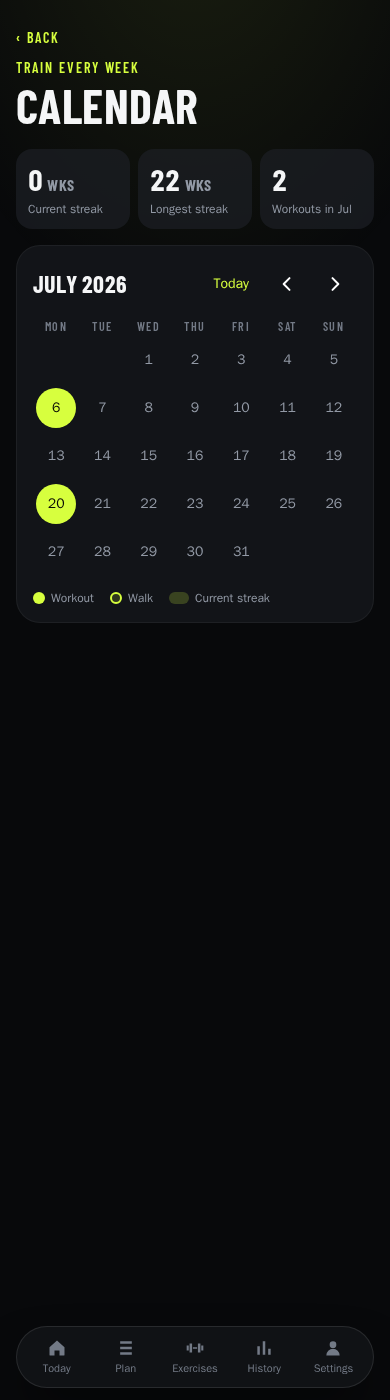 ‹ BACK
TRAIN EVERY WEEK
CALENDAR
0 WKS 22 WKS 2
Current streak Longest streak Workouts in Jul
JULY 2026 Today
MON TUE WED THU FRI SAT SUN
1 2 3 4 5
6 7 8 9 10 11 12
13 14 15 16 17 18 19
20 21 22 23 24 25 26
27 28 29 30 31
Workout Walk Current streak
Today Plan Exercises History Settings